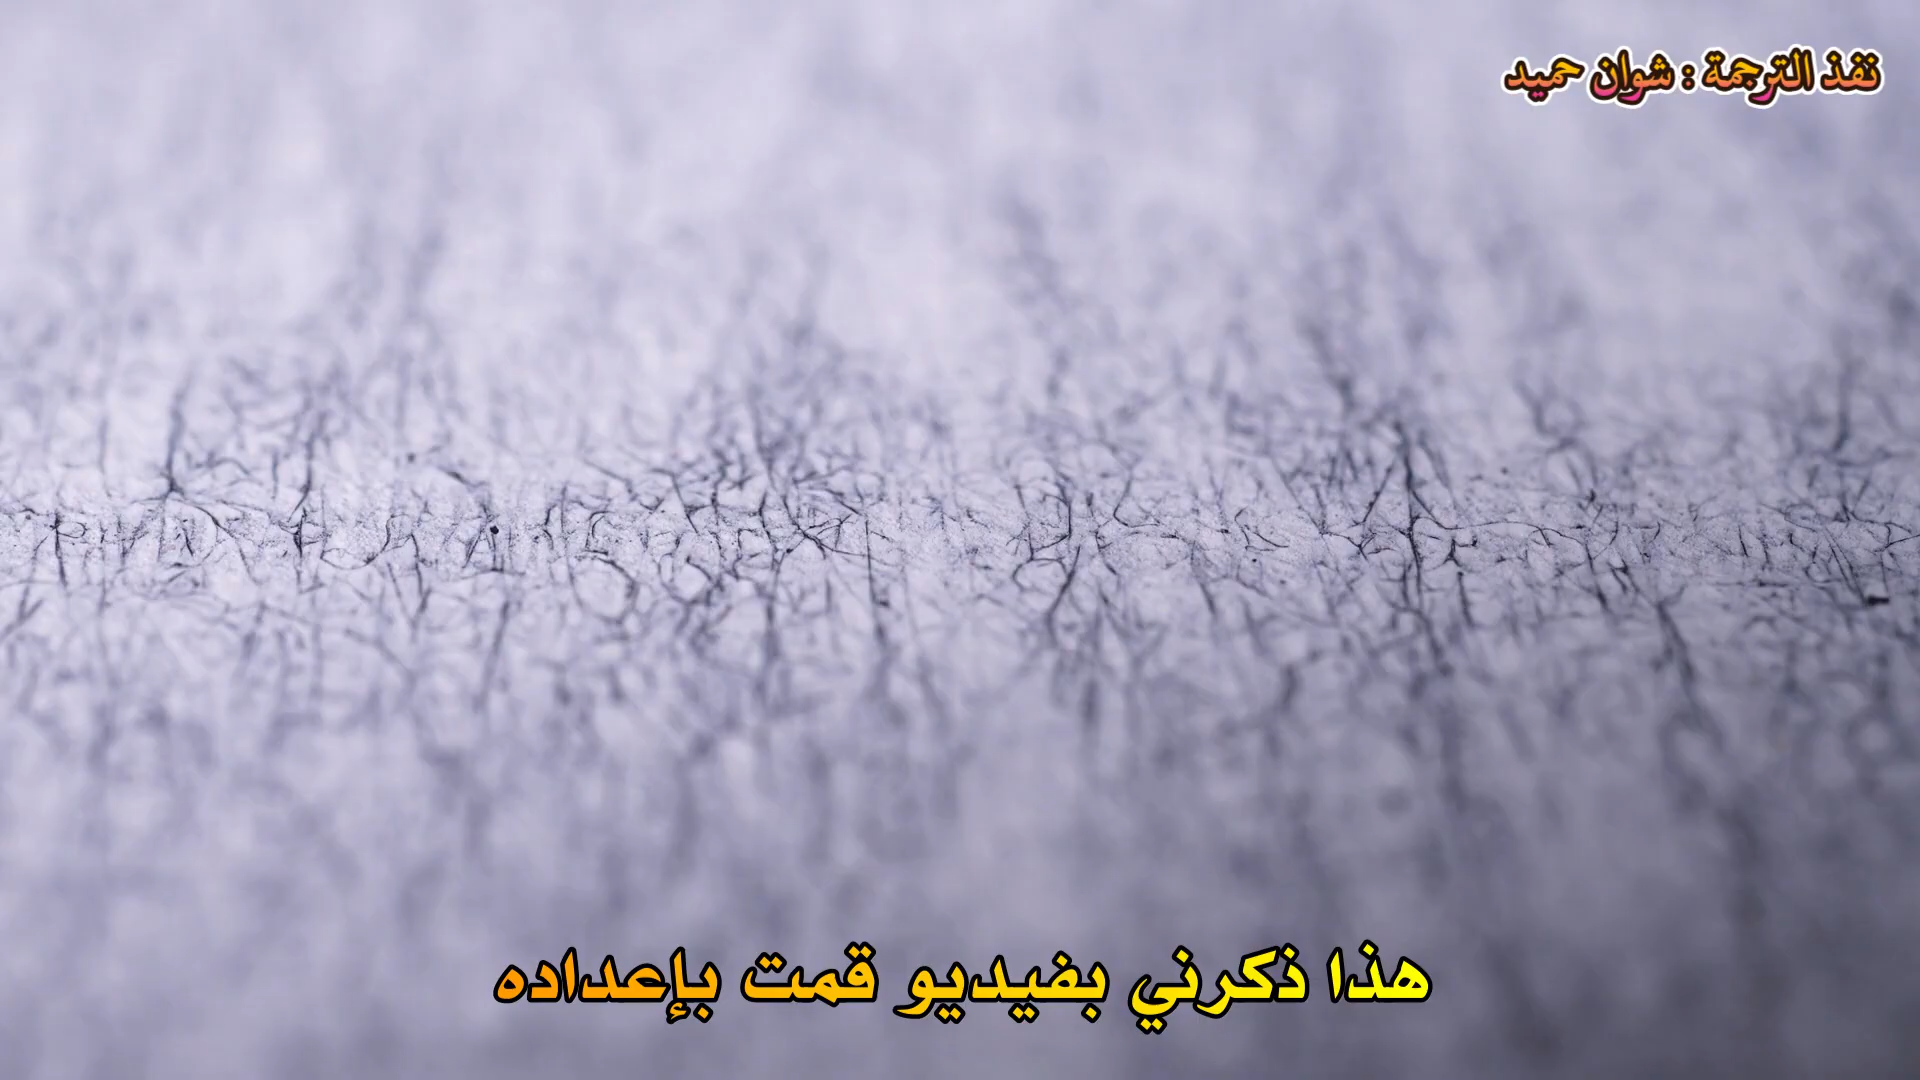 نفذ الترجمة : شوان حميد
هذا ذكرني بفيديو قمت بإعداده